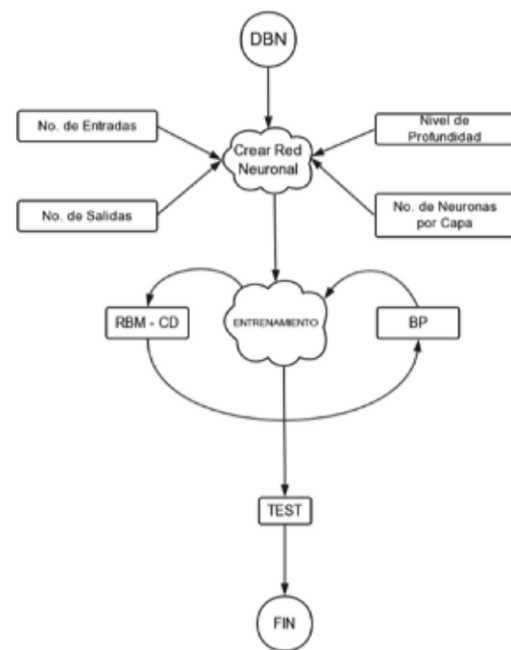 DBN
No. de Entradas
Nivel de
Profundidad
Crear Red
Neuronal
No. de Salidas
No. de Neuronas
por Capa
RBM - CD
ENTRENAMIENTO
BP
TEST
FIN